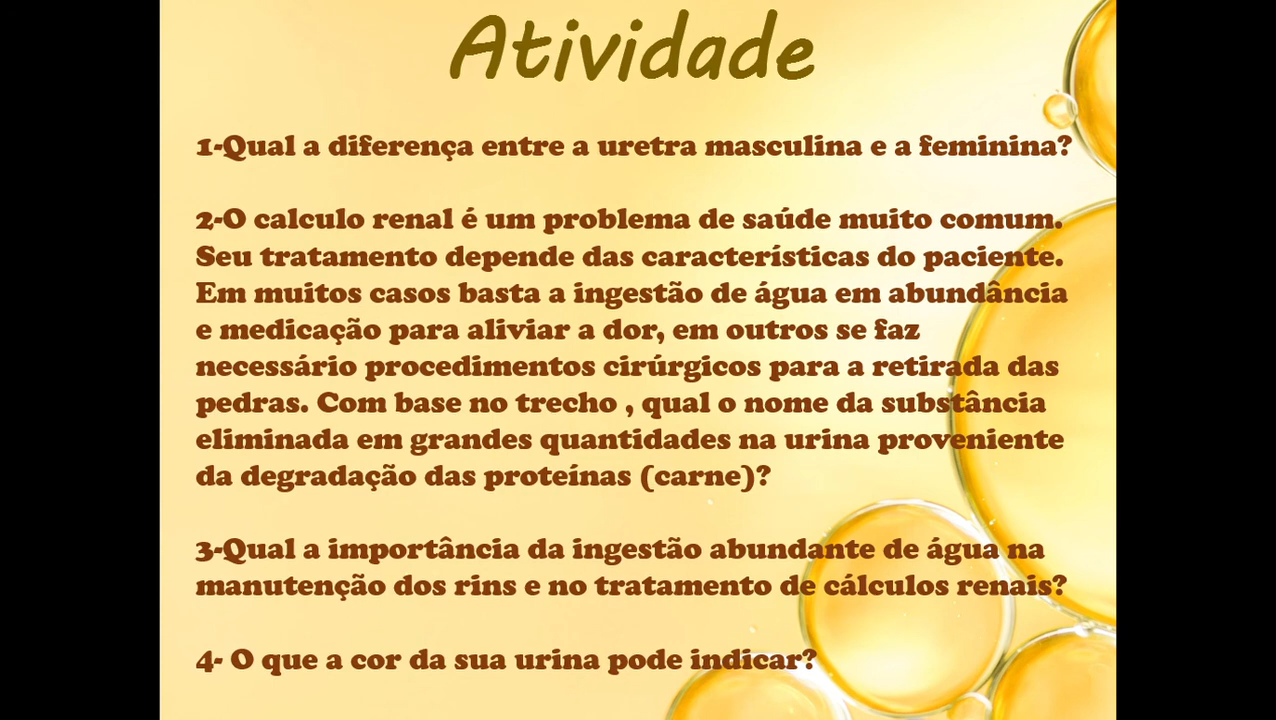 Atividade
1-Qual a diferença entre a uretra masculina e a feminina?
2-O calculo renal é um problema de saúde muito comum.
Seu tratamento depende das características do paciente.
Em muitos casos basta a ingestão de água em abundância
e medicação para aliviar a dor, em outros se faz
necessário procedimentos cirúrgicos para a retirada das
pedras. Com base no trecho , qual o nome da substância
eliminada em grandes quantidades na urina proveniente
da degradação das proteínas (carne)?
3-Qual a importância da ingestão abundante de água na
manutenção dos rins e no tratamento de cálculos renais?
4- O que a cor da sua urina pode indicar?